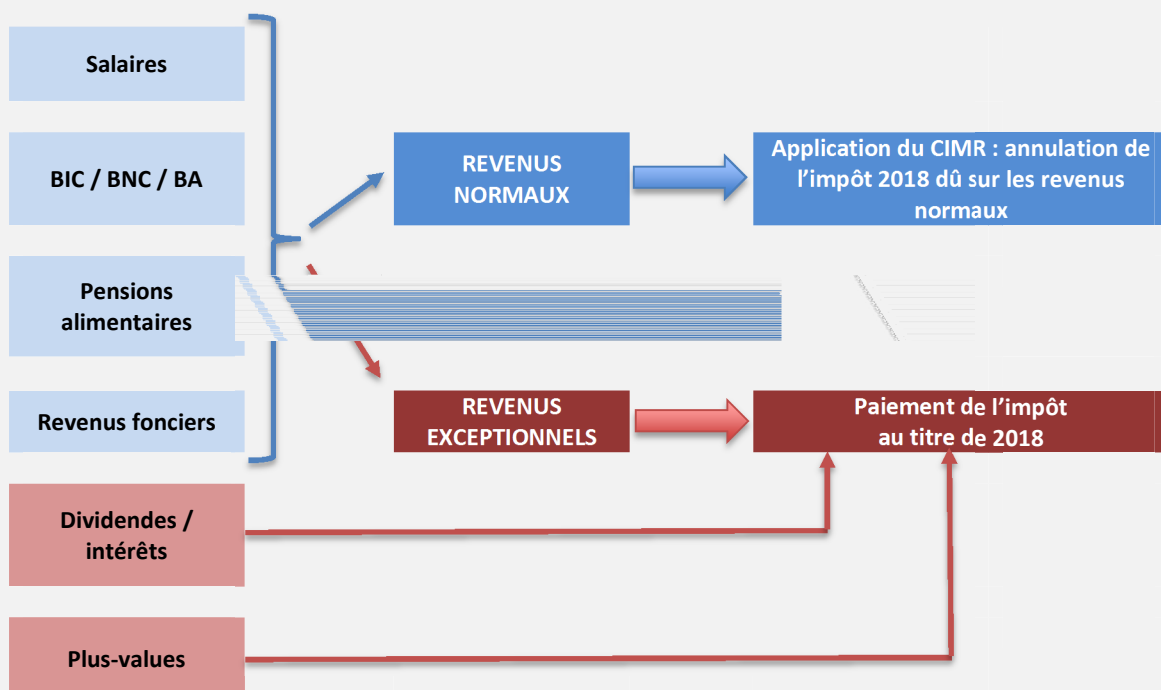 Salaires
BIC / BNC / BA
REVENUS
NORMAUX
Application du CIMR : annulation de
l’impôt 2018 dû sur les revenus
normaux
Pensions
alimentaires
Revenus fonciers
REVENUS
EXCEPTIONNELS
Paiement de l’impôt
au titre de 2018
Dividendes /
intérêts
Plus-values